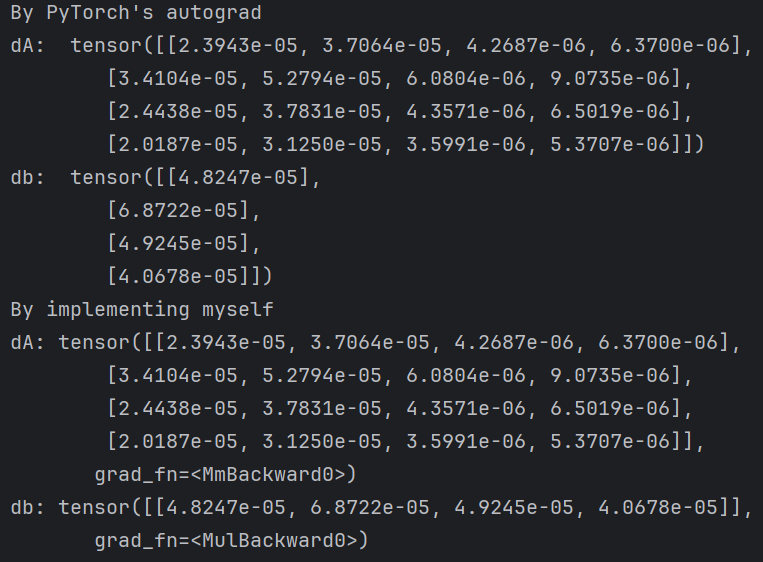 By PyTorch's autograd
dA:  tensor([[2.3943e-05, 3.7064e-05, 4.2687e-06, 6.3700e-06],
        [3.4104e-05, 5.2794e-05, 6.0804e-06, 9.0735e-06],
        [2.4438e-05, 3.7831e-05, 4.3571e-06, 6.5019e-06],
        [2.0187e-05, 3.1250e-05, 3.5991e-06, 5.3707e-06]])
db:  tensor([[4.8247e-05],
        [6.8722e-05],
        [4.9245e-05],
        [4.0678e-05]])
By implementing myself
dA: tensor([[2.3943e-05, 3.7064e-05, 4.2687e-06, 6.3700e-06],
        [3.4104e-05, 5.2794e-05, 6.0804e-06, 9.0735e-06],
        [2.4438e-05, 3.7831e-05, 4.3571e-06, 6.5019e-06],
        [2.0187e-05, 3.1250e-05, 3.5991e-06, 5.3707e-06]],
       grad_fn=<MmBackward0>)
db: tensor([[4.8247e-05, 6.8722e-05, 4.9245e-05, 4.0678e-05]],
       grad_fn=<MulBackward0>)